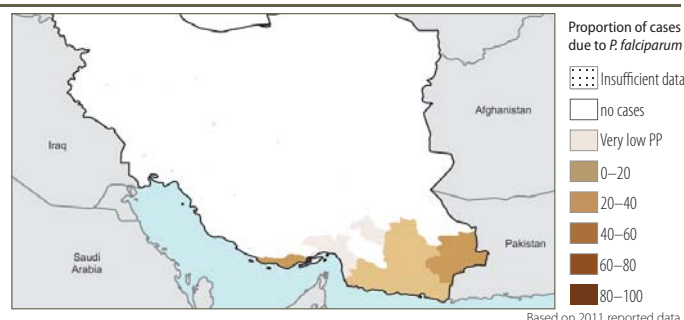 Proportion of cases
due to P. falciparum
Insufficient data
no cases
Very low PP
0–20
20–40
40–60
60–80
80–100
Afghanistan
Iraq
Pakistan
Saudi
Arabia
Based on 2011 reported data